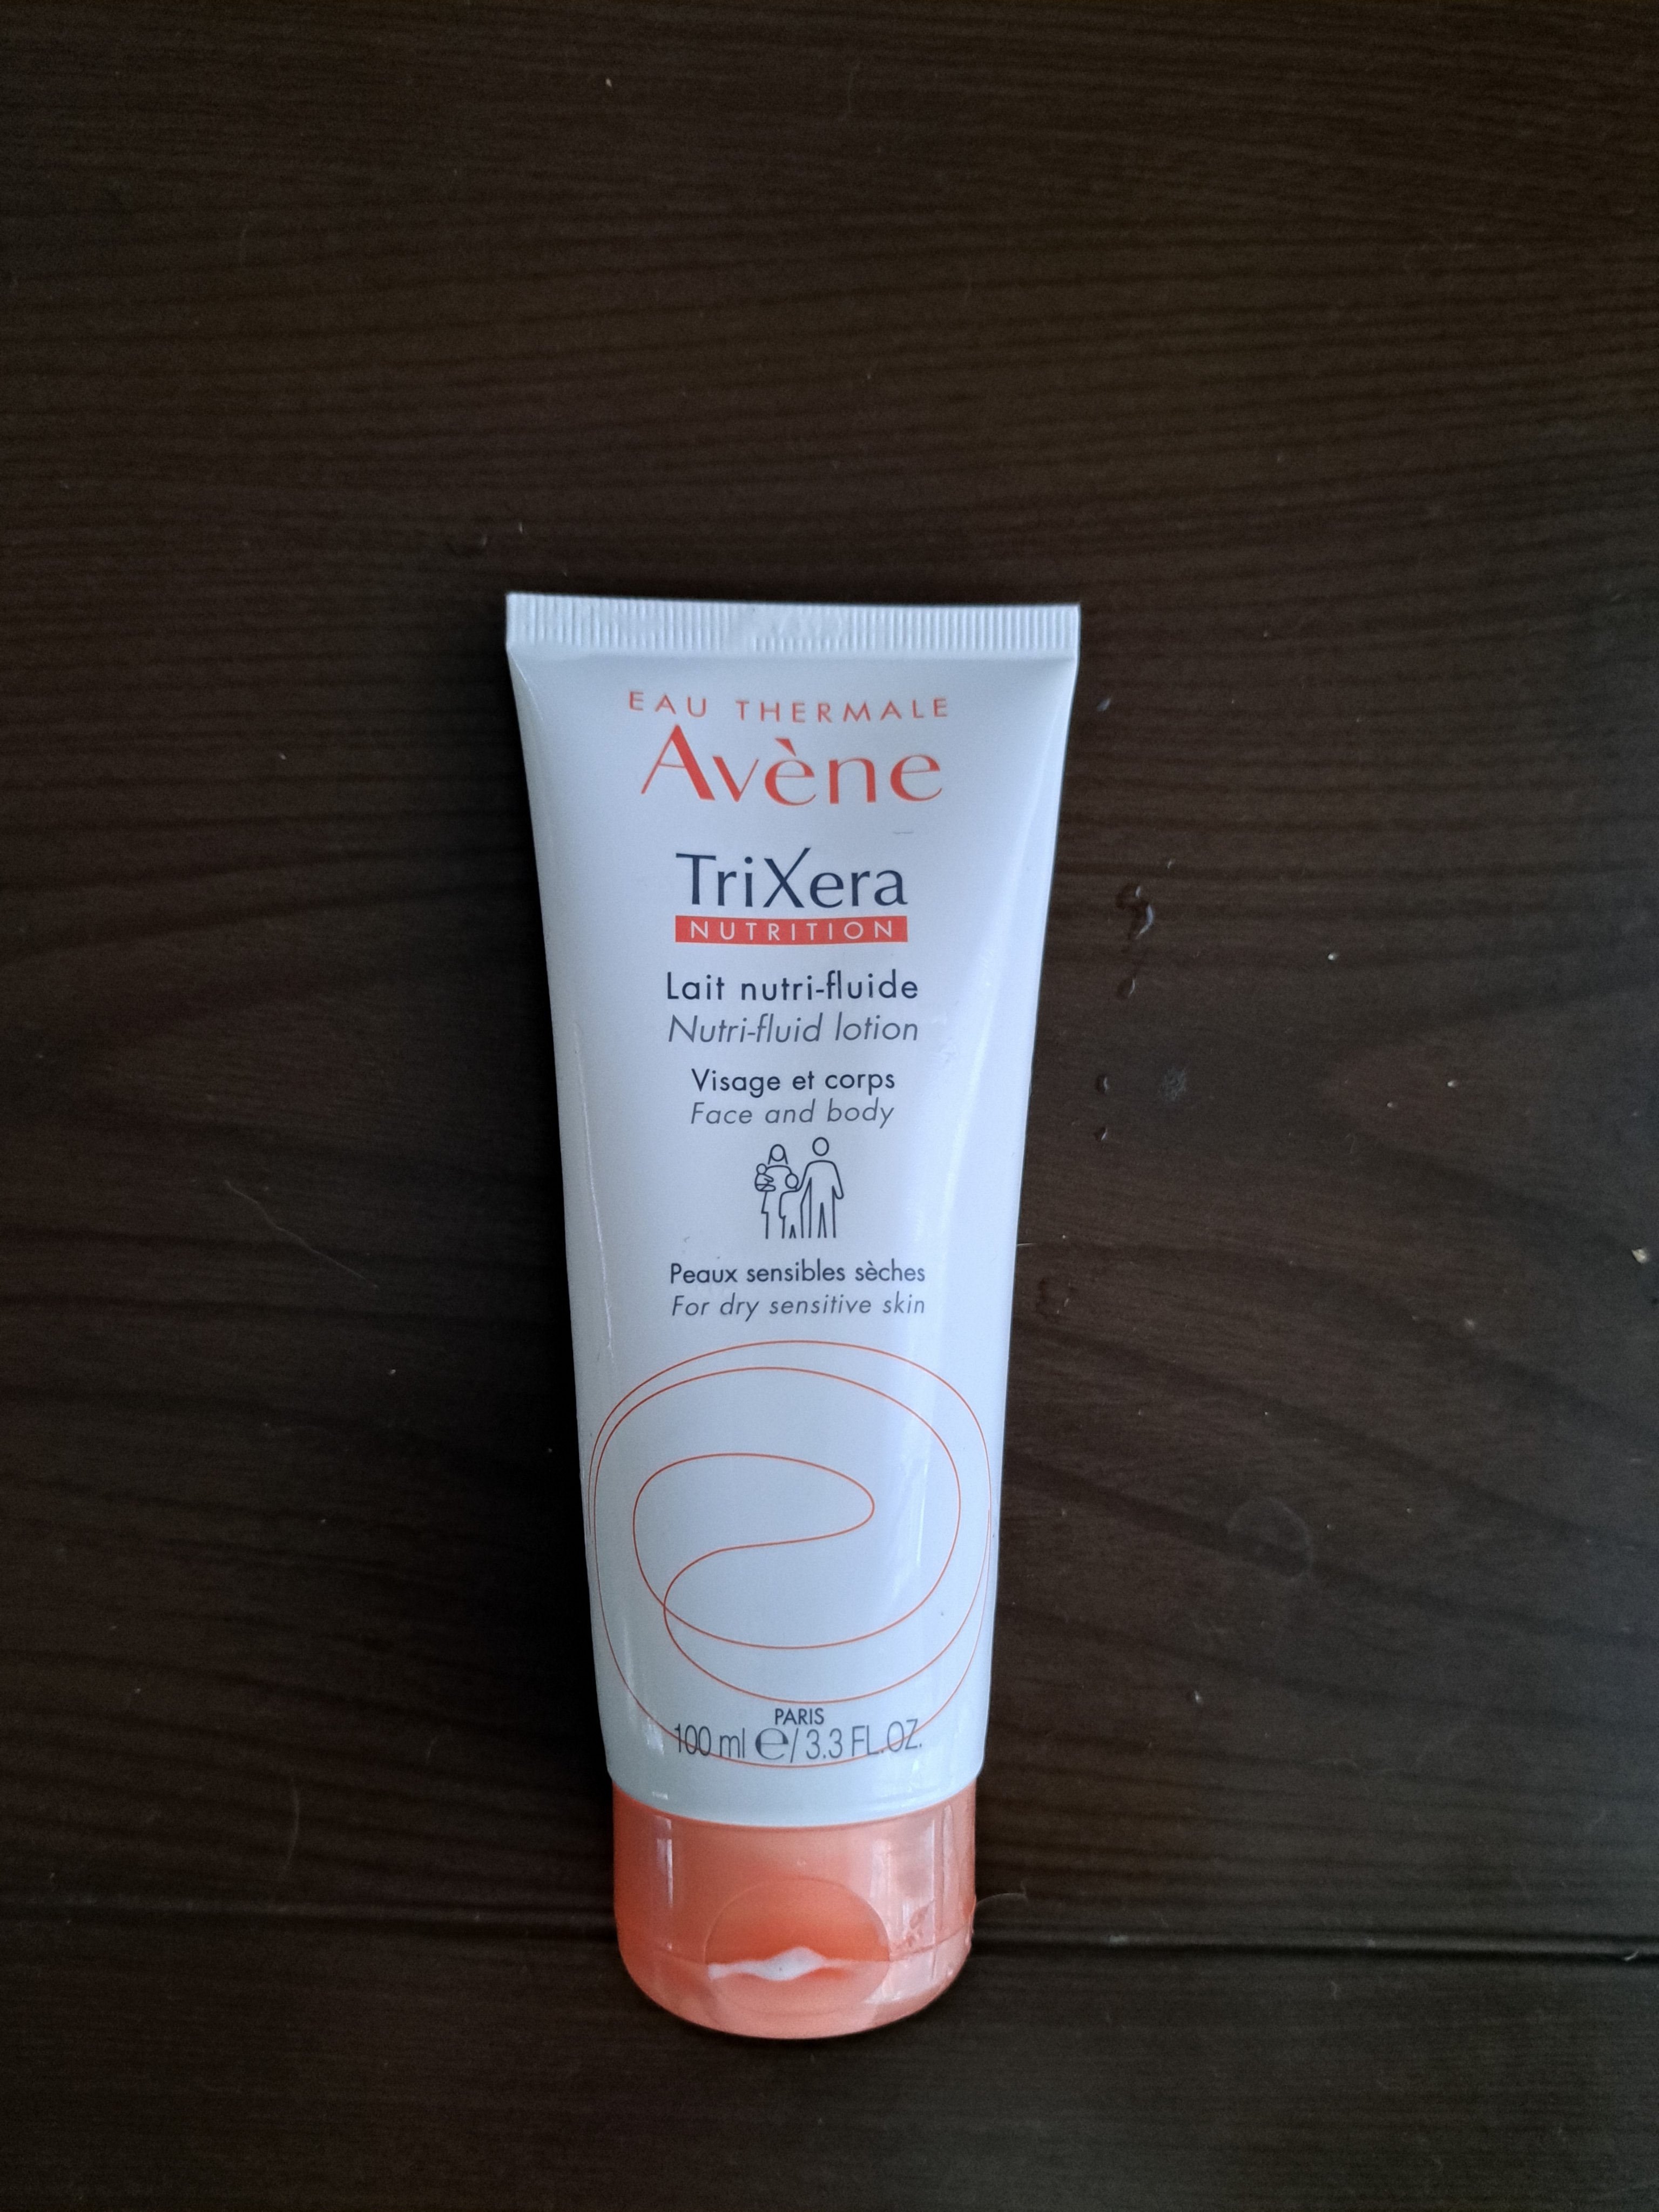 EAU THERMALE
Avène
TriXera
NUTRITION
Lait nutri-fluide
Nutri-fluid lotion
Visage et corps
Face and body
Peaux sensibles sèches
For dry sensitive skin
PARIS
100 ml ℮/ 3.3 FL.OZ.